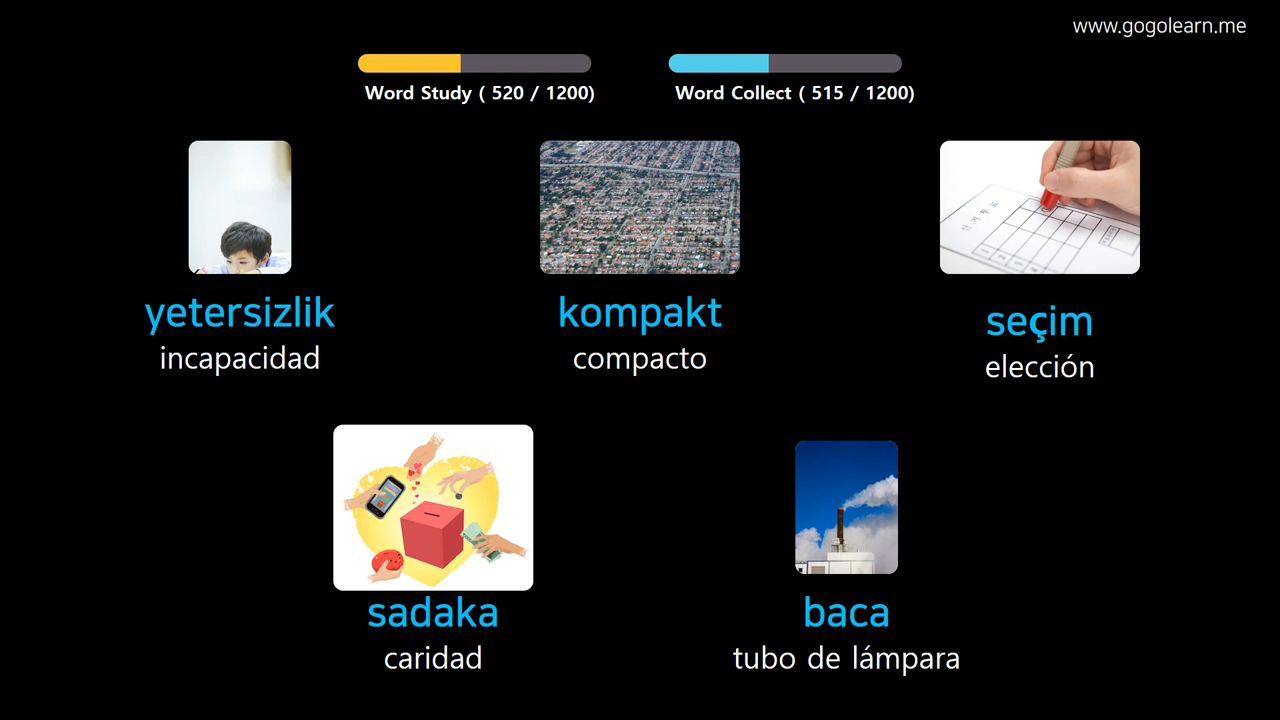 www.gogolearn.me
Word Study ( 520 / 1200)
Word Collect ( 515 / 1200)
yetersizlik
incapacidad
kompakt
compacto
seçim
elección
sadaka
caridad
baca
tubo de lámpara